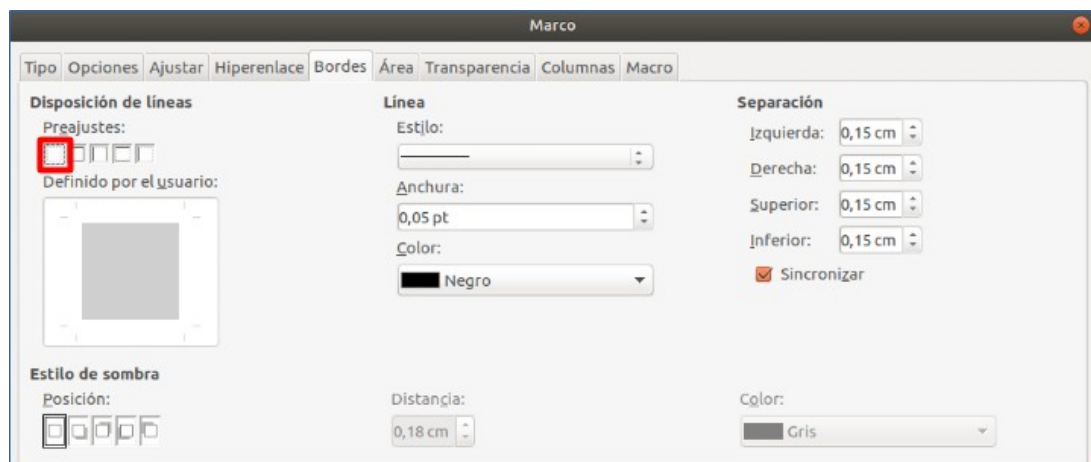 Marco
Tipo Opciones Ajustar Hiperenlace Bordes Área Transparencia Columnas Macro
Disposición de líneas
Preajustes:
Definido por el usuario:
Línea
Estilo:
Anchura:
0,05 pt
Color:
Negro
Separación
Izquierda: 0,15 cm
Derecha: 0,15 cm
Superior: 0,15 cm
Inferior: 0,15 cm
Sincronizar
Estilo de sombra
Posición:
Distancia:
0,18 cm
Color:
Gris